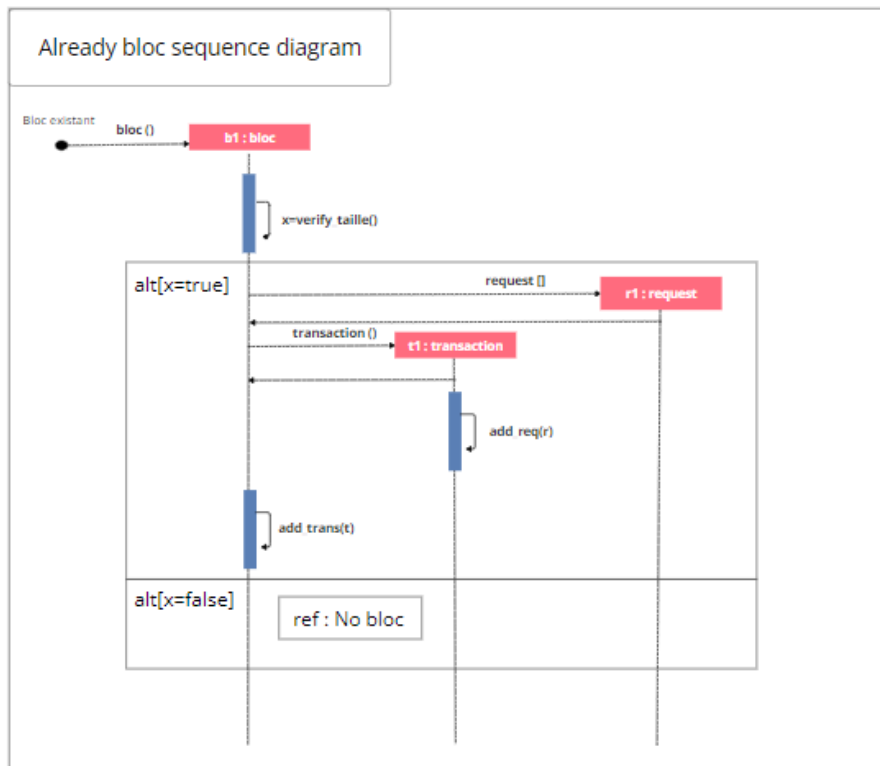 Already bloc sequence diagram
Bloc existant
bloc ()
b1 : bloc
x=verify_taille()
alt[x=true]
request []
r1 : request
transaction ()
t1 : transaction
add_req(r)
add_trans(t)
alt[x=false]
ref : No bloc